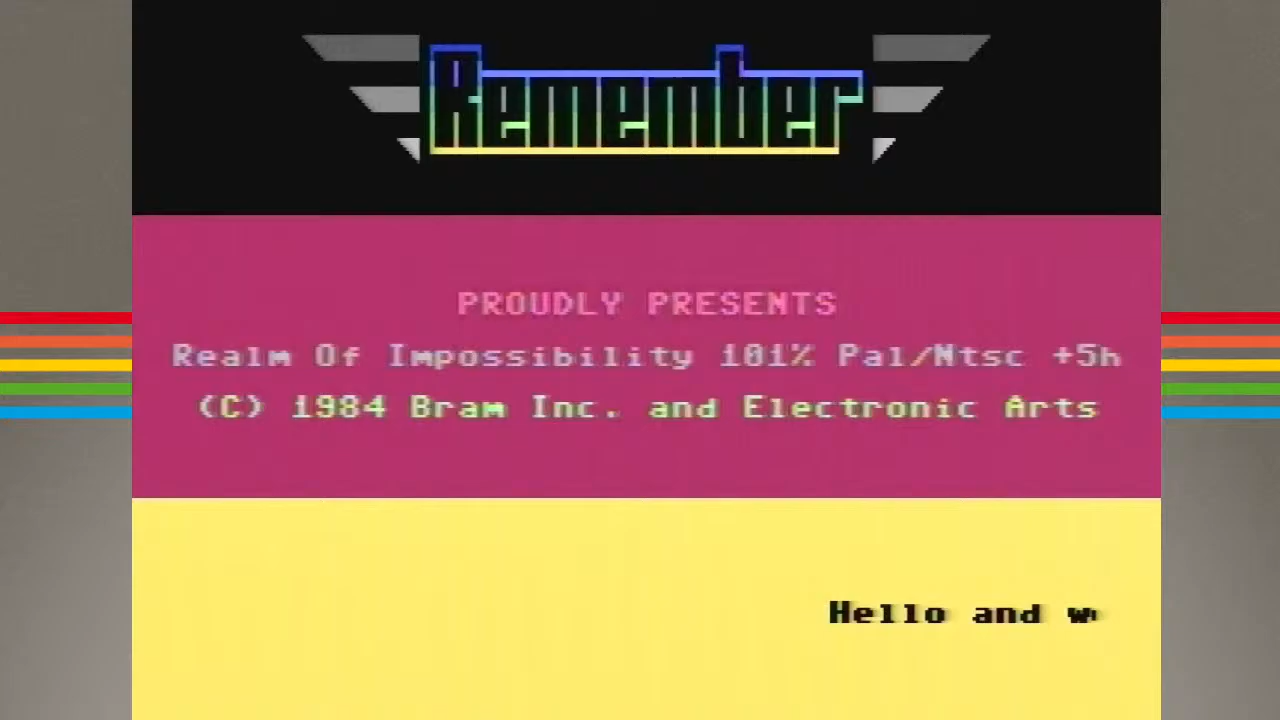 Remember
PROUDLY PRESENTS
Realm Of Impossibility 101% Pal/Ntsc +5h
(C) 1984 Bram Inc. and Electronic Arts
Hello and w